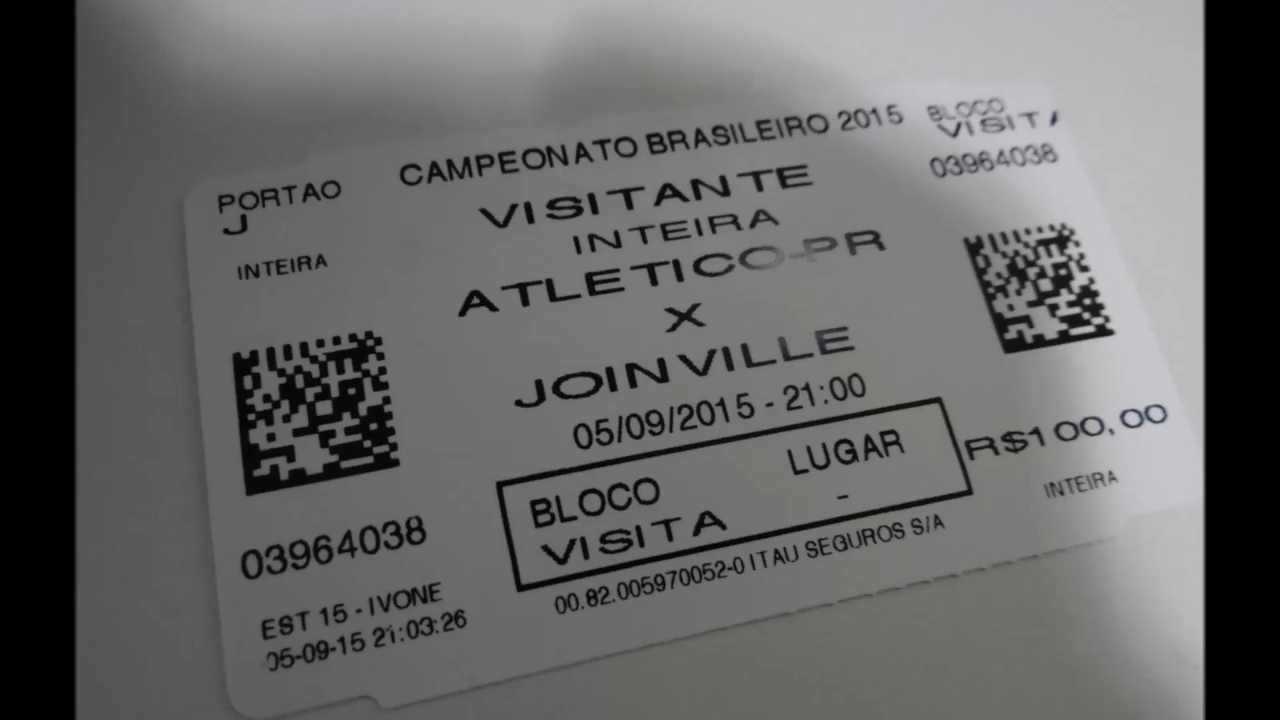 PORTAO
J
INTEIRA
03964038
EST 15 - IVONE
05-09-15 21:03:26
CAMPEONATO BRASILEIRO 2015
VISITANTE
INTEIRA
ATLETICO-PR
X
JOINVILLE
05/09/2015 - 21:00
BLOCO LUGAR
VISITA -
00.82.005970052-0 ITAU SEGUROS S/A
BLOCO
03964038
R$100,00
INTEIRA